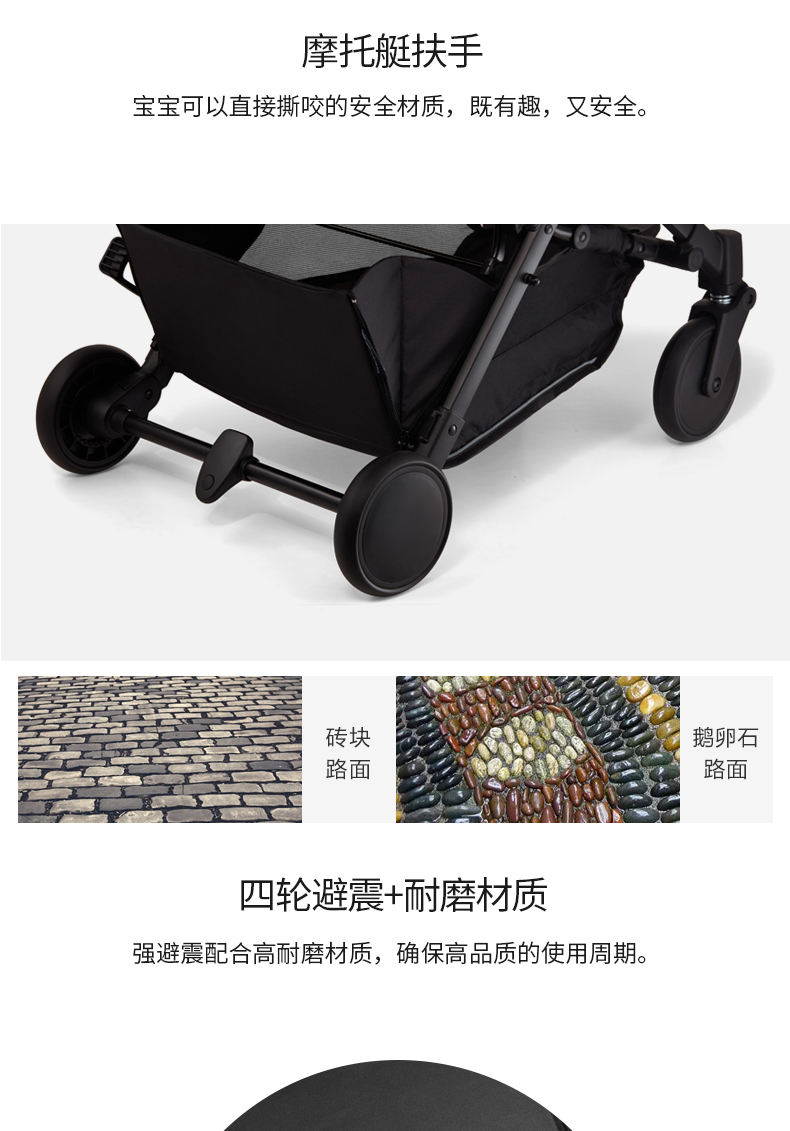 摩托艇扶手
宝宝可以直接撕咬的安全材质，既有趣，又安全。
砖块
路面
鹅卵石
路面
四轮避震+耐磨材质
强避震配合高耐磨材质，确保高品质的使用周期。